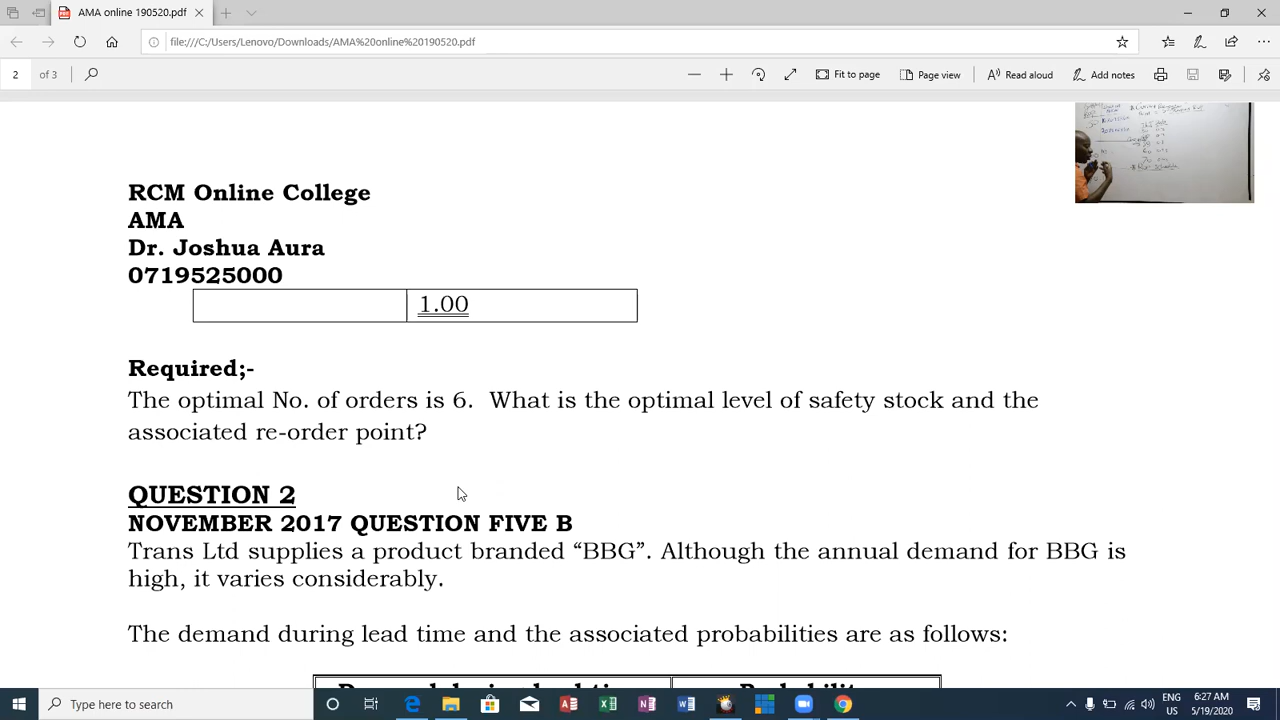 AMA online 190520.pdf
file:///C:/Users/Lenovo/Downloads/AMA%20online%20190520.pdf
2 of 3
Fit to page
Page view
Read aloud
Add notes
RCM Online College
AMA
Dr. Joshua Aura
0719525000
1.00
Required;-
The optimal No. of orders is 6.  What is the optimal level of safety stock and the
associated re-order point?
QUESTION 2
NOVEMBER 2017 QUESTION FIVE B
Trans Ltd supplies a product branded “BBG”. Although the annual demand for BBG is
high, it varies considerably.
The demand during lead time and the associated probabilities are as follows:
Type here to search
ENG
US
6:27 AM
5/19/2020